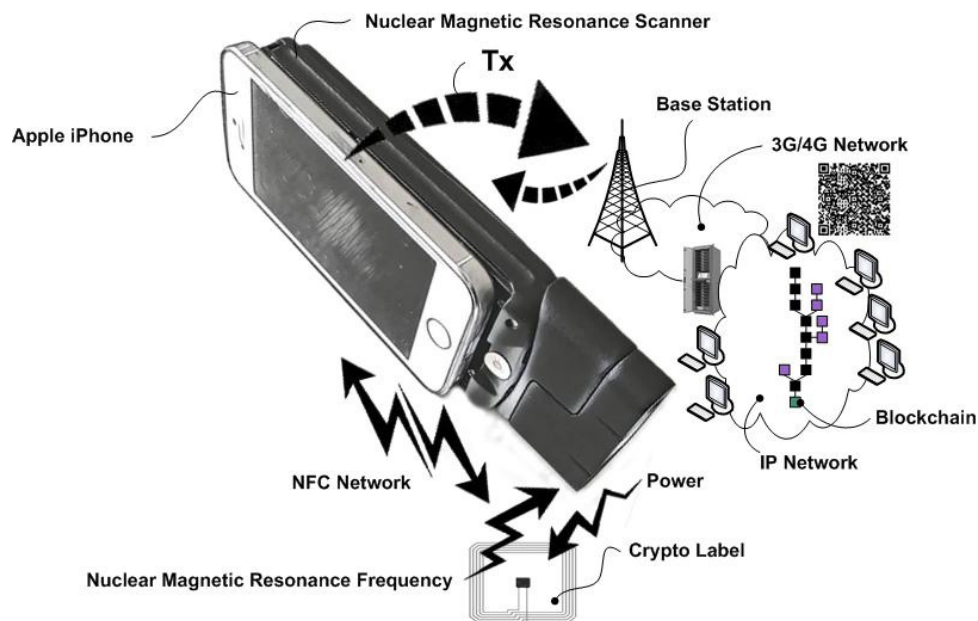 Nuclear Magnetic Resonance Scanner
Tx
Apple iPhone
Base Station
3G/4G Network
Blockchain
IP Network
NFC Network
Power
Crypto Label
Nuclear Magnetic Resonance Frequency